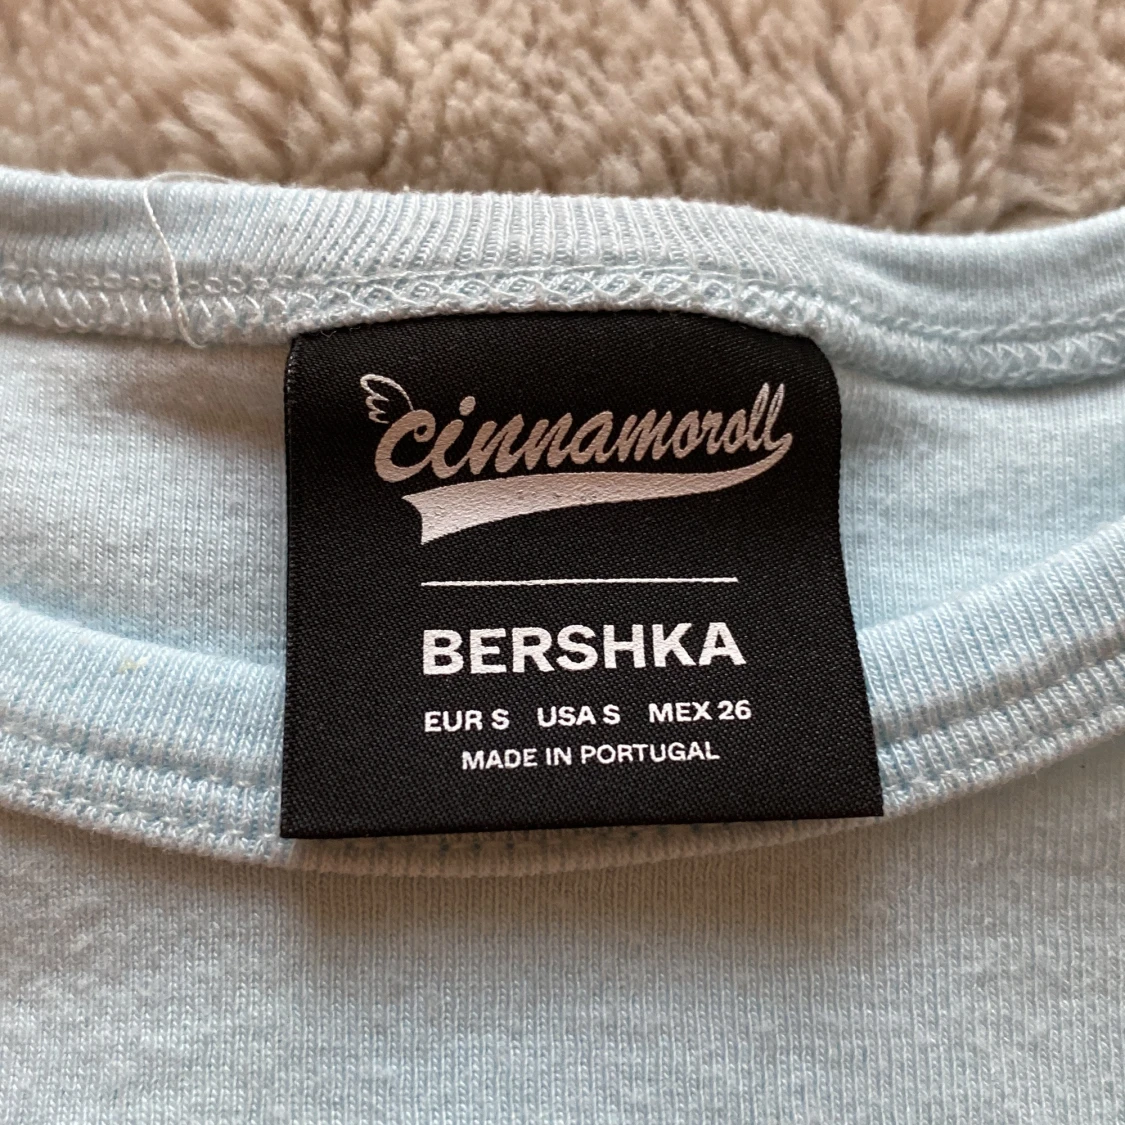 cinnamoroll
BERSHKA
EUR S USA S MEX 26
MADE IN PORTUGAL